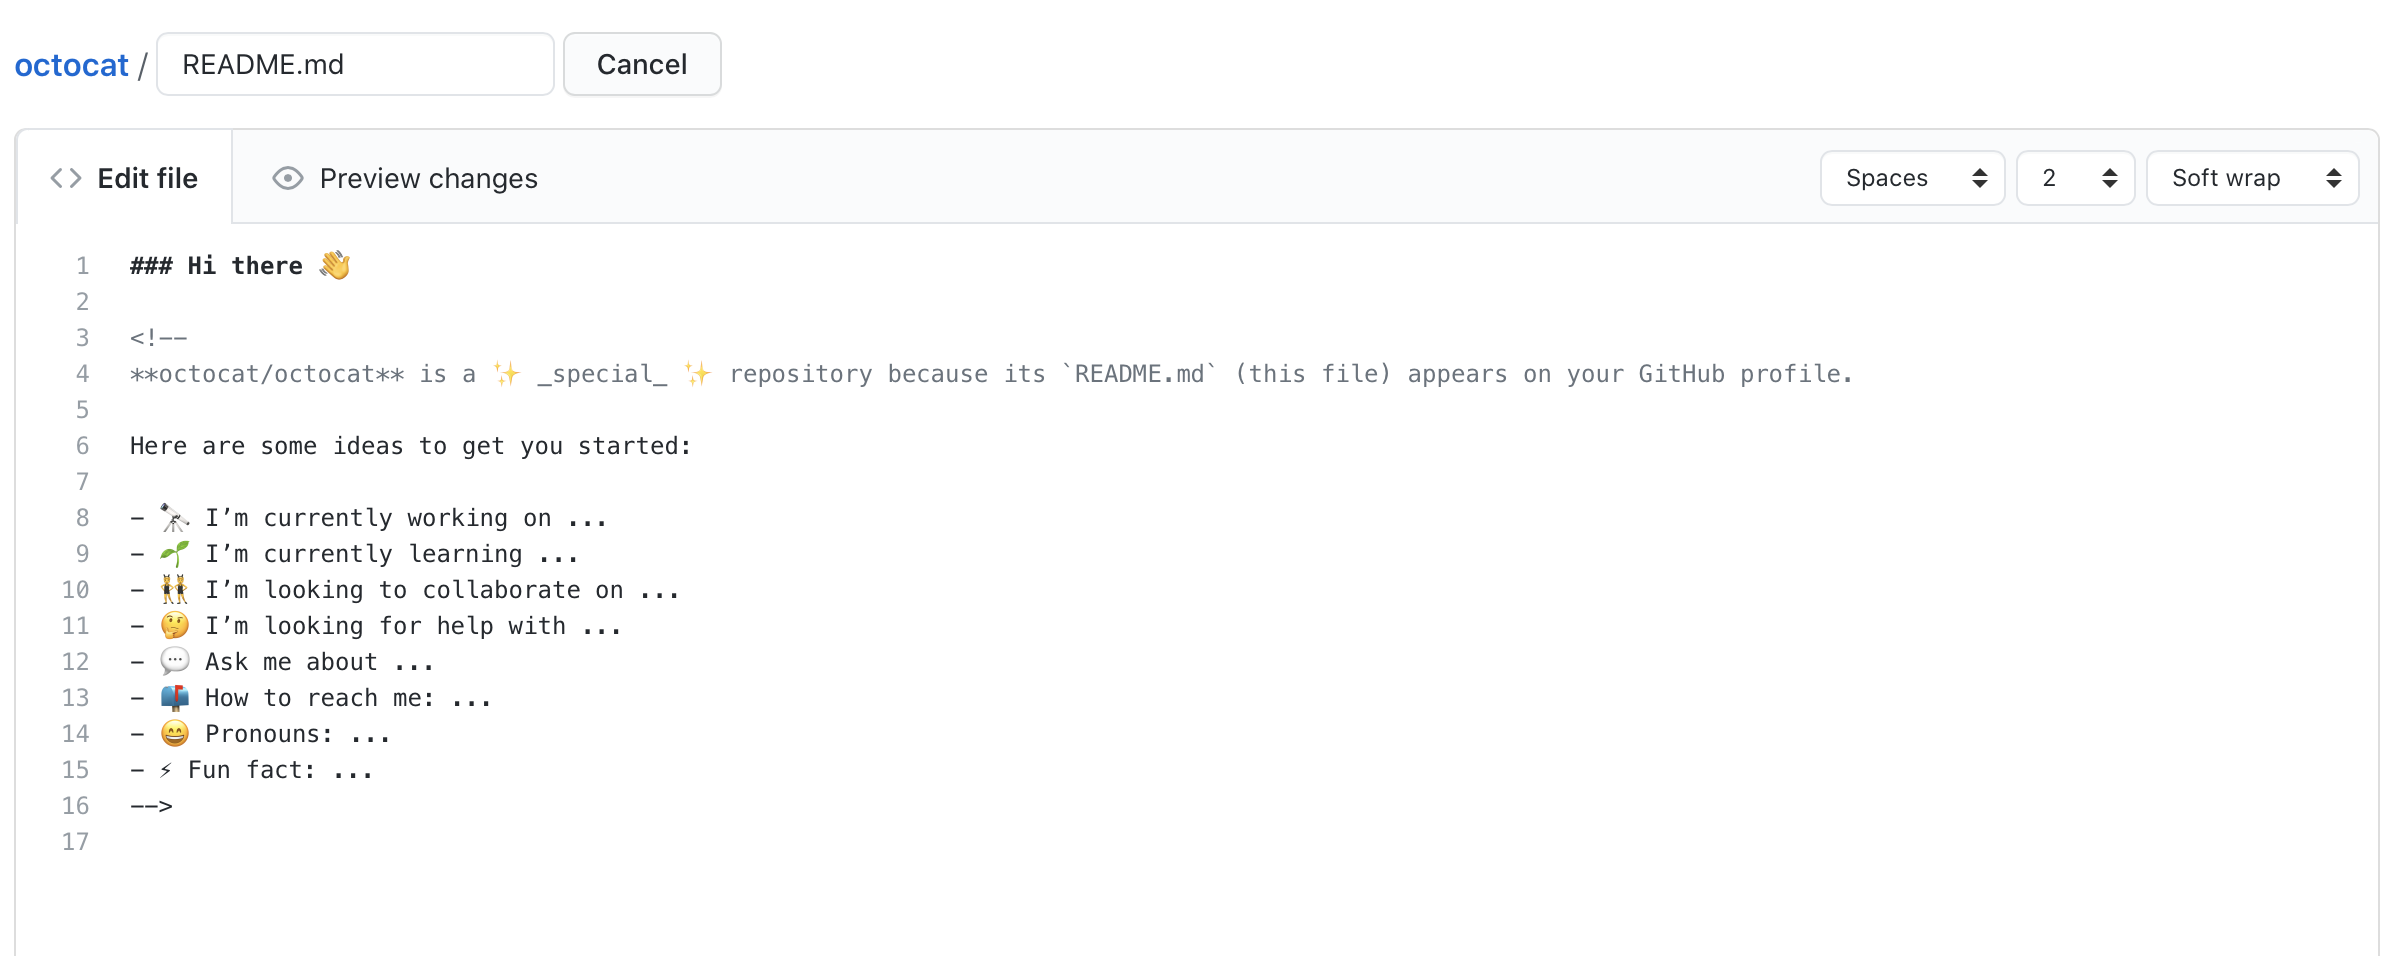 octocat / README.md Cancel
Edit file Preview changes Spaces 2 Soft wrap
1 ### Hi there 👋
2
3 <!--
4 **octocat/octocat** is a ✨ _special_ ✨ repository because its `README.md` (this file) appears on your GitHub profile.
5
6 Here are some ideas to get you started:
7
8 - 🔭 I’m currently working on ...
9 - 🌱 I’m currently learning ...
10 - 👯 I’m looking to collaborate on ...
11 - 🤔 I’m looking for help with ...
12 - 💬 Ask me about ...
13 - 📫 How to reach me: ...
14 - 😄 Pronouns: ...
15 - ⚡ Fun fact: ...
16 -->
17